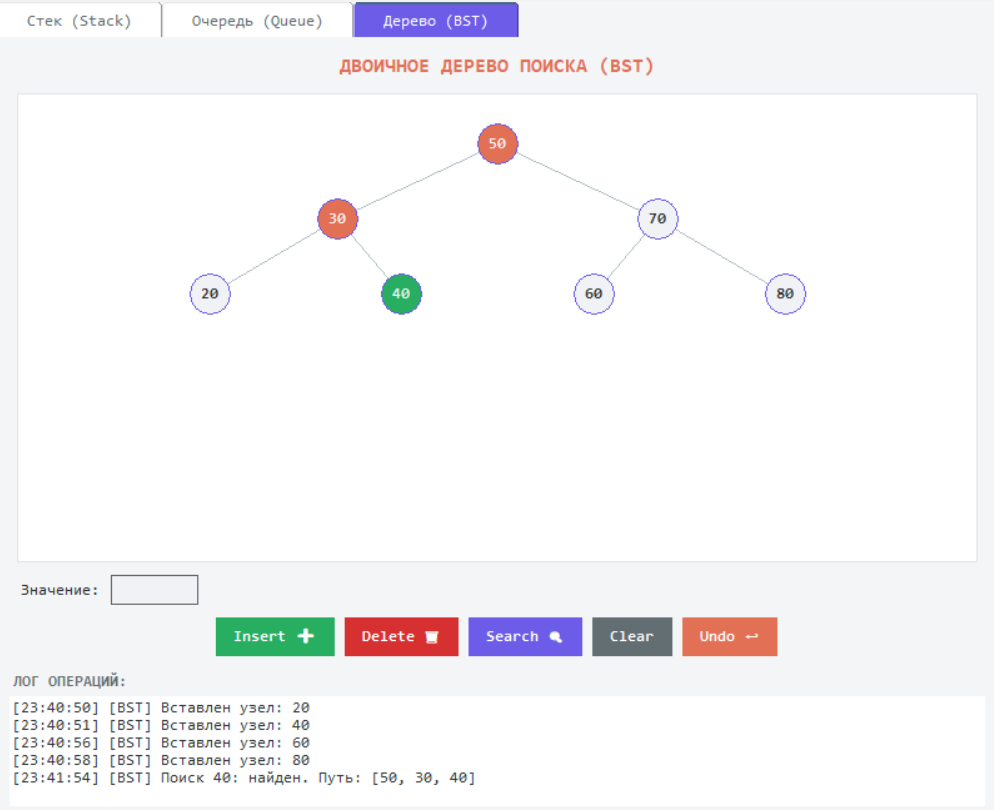 Стек (Stack) Очередь (Queue) Дерево (BST)
ДВОИЧНОЕ ДЕРЕВО ПОИСКА (BST)
50
30 70
20 40 60 80
Значение:
Insert Delete Search Clear Undo
ЛОГ ОПЕРАЦИЙ:
[23:40:50] [BST] Вставлен узел: 20
[23:40:51] [BST] Вставлен узел: 40
[23:40:56] [BST] Вставлен узел: 60
[23:40:58] [BST] Вставлен узел: 80
[23:41:54] [BST] Поиск 40: найден. Путь: [50, 30, 40]